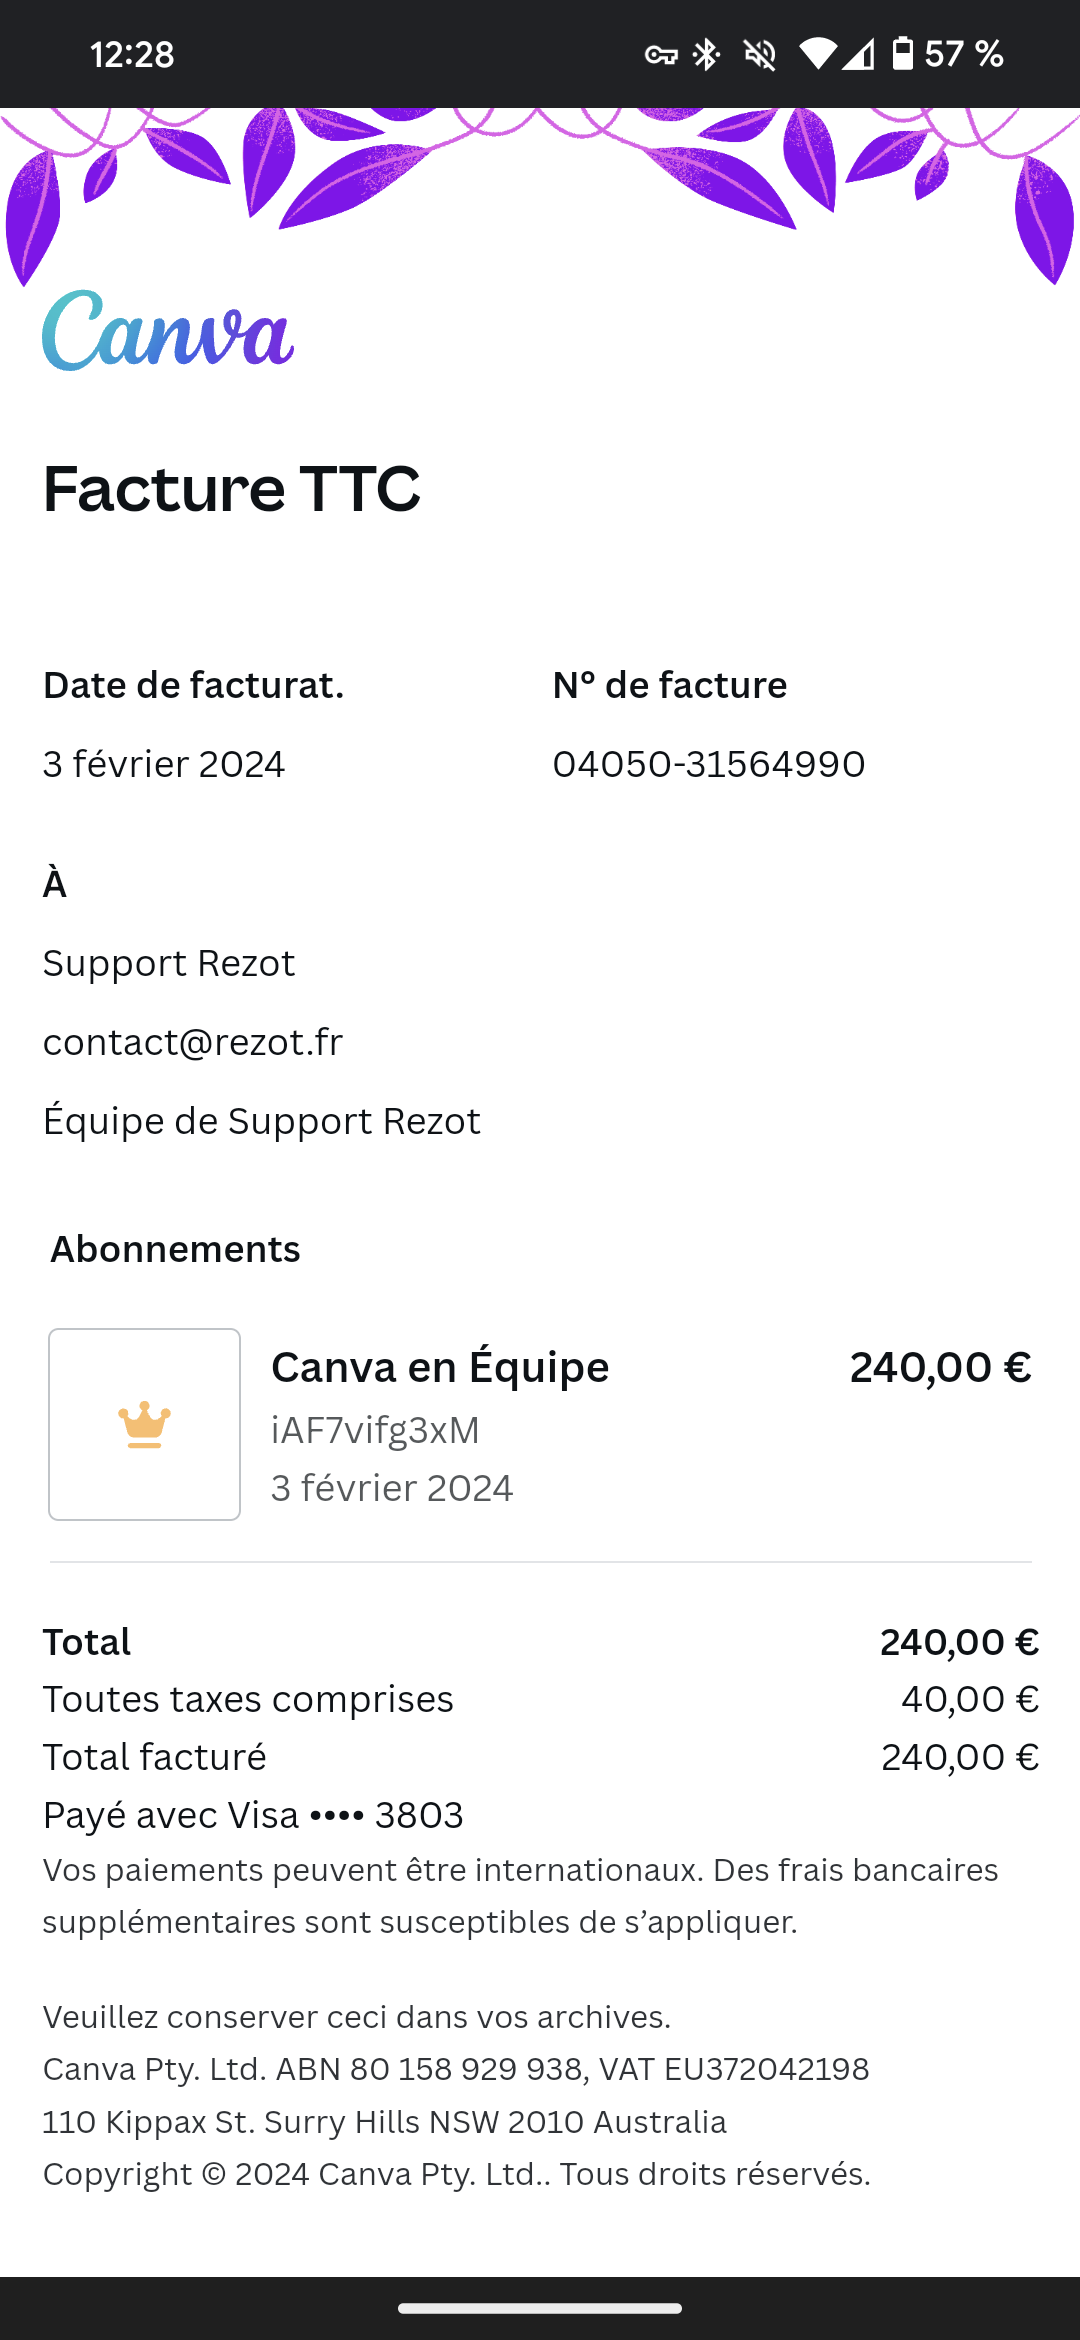 12:28
57 %
Canva
Facture TTC
Date de facturat.
N° de facture
3 février 2024
04050-31564990
À
Support Rezot
contact@rezot.fr
Équipe de Support Rezot
Abonnements
Canva en Équipe
240,00 €
iAF7vifg3xM
3 février 2024
Total
240,00 €
Toutes taxes comprises
40,00 €
Total facturé
240,00 €
Payé avec Visa •••• 3803
Vos paiements peuvent être internationaux. Des frais bancaires
supplémentaires sont susceptibles de s’appliquer.
Veuillez conserver ceci dans vos archives.
Canva Pty. Ltd. ABN 80 158 929 938, VAT EU372042198
110 Kippax St. Surry Hills NSW 2010 Australia
Copyright © 2024 Canva Pty. Ltd.. Tous droits réservés.